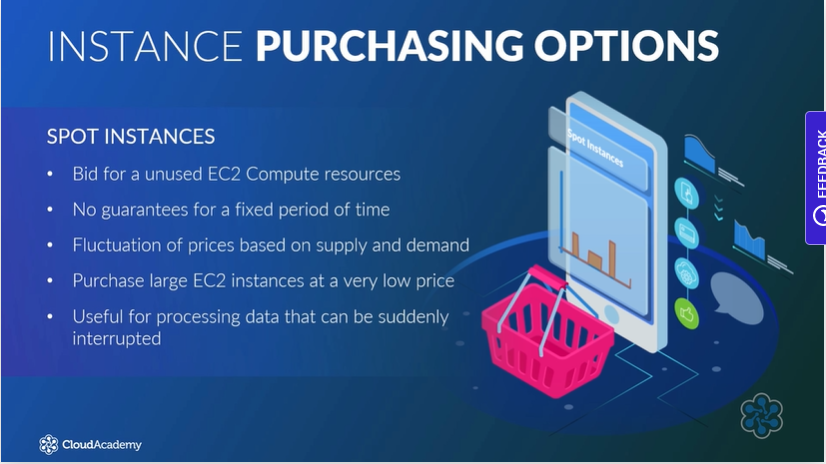 INSTANCE PURCHASING OPTIONS
SPOT INSTANCES
• Bid for a unused EC2 Compute resources
• No guarantees for a fixed period of time
• Fluctuation of prices based on supply and demand
• Purchase large EC2 instances at a very low price
• Useful for processing data that can be suddenly
interrupted
Spot Instances
FEEDBACK
CloudAcademy